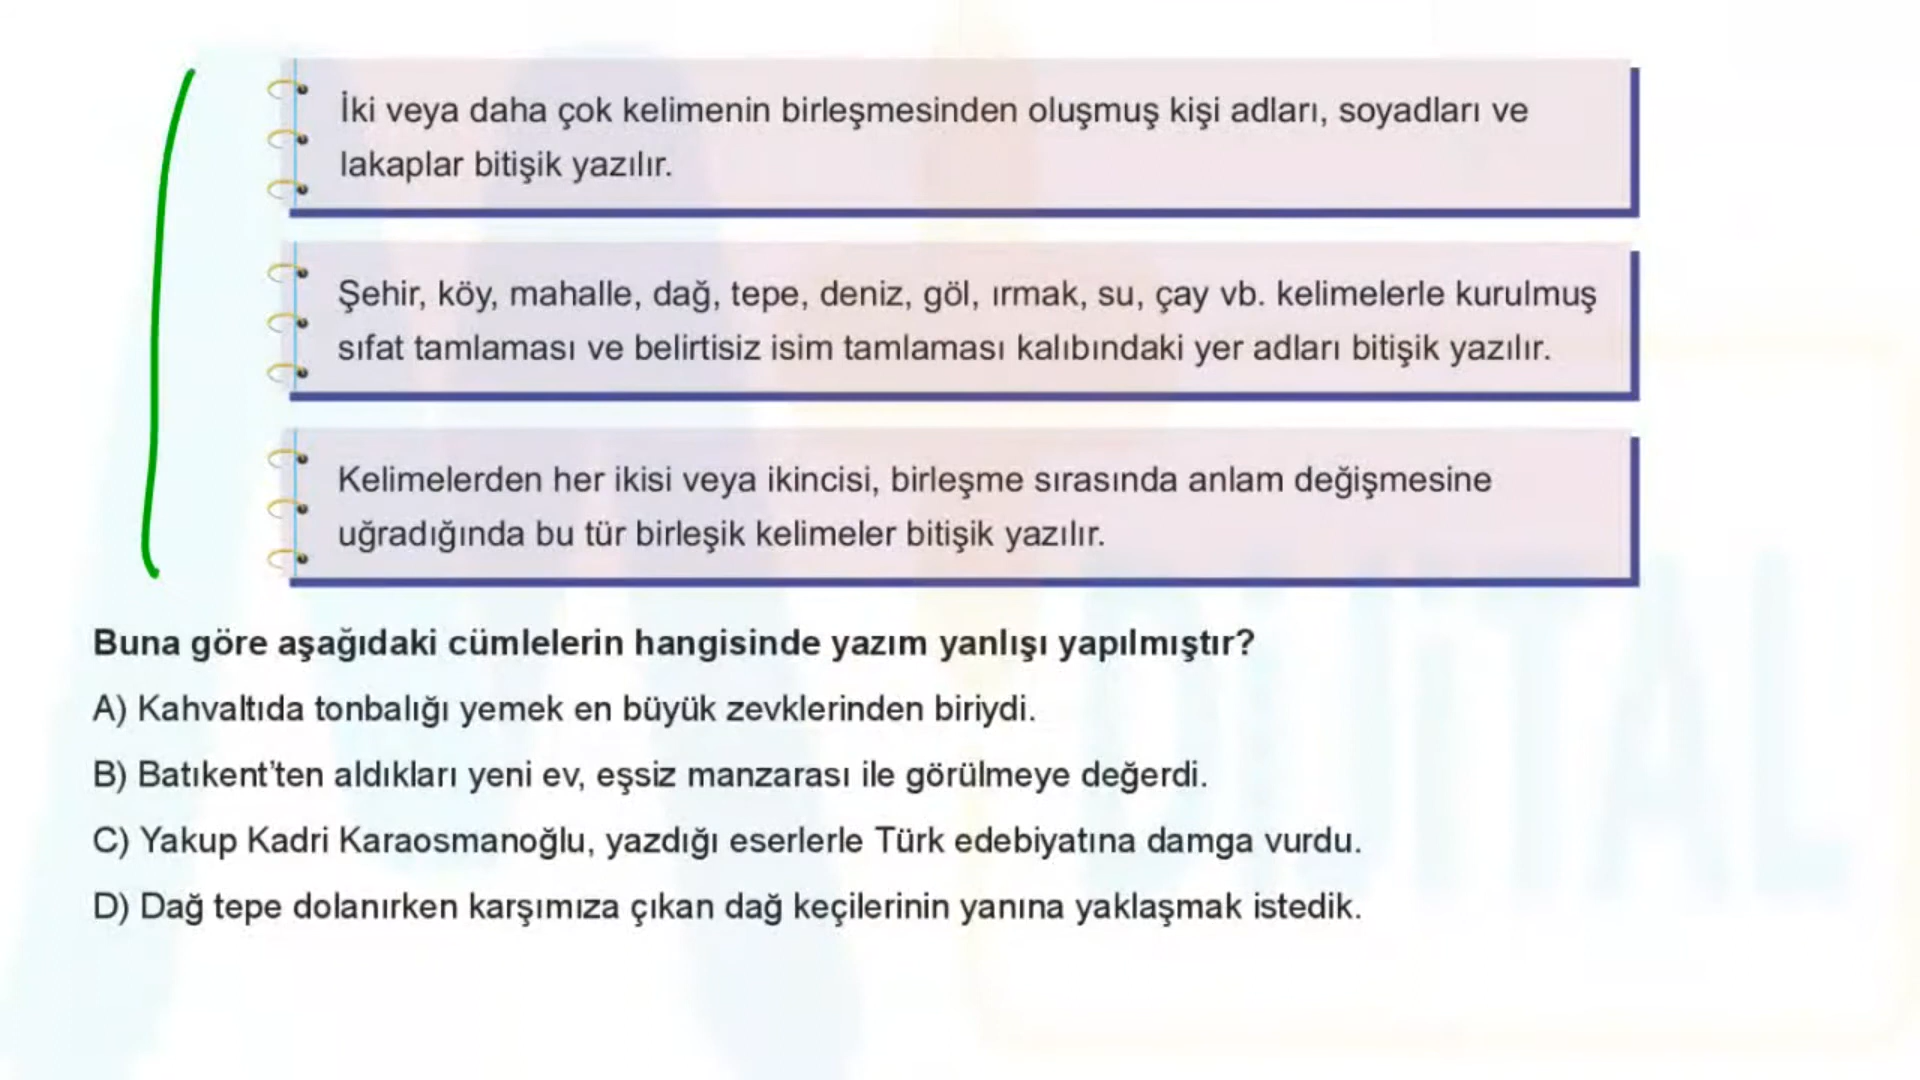 İki veya daha çok kelimenin birleşmesinden oluşmuş kişi adları, soyadları ve
lakaplar bitişik yazılır.
Şehir, köy, mahalle, dağ, tepe, deniz, göl, ırmak, su, çay vb. kelimelerle kurulmuş
sıfat tamlaması ve belirtisiz isim tamlaması kalıbındaki yer adları bitişik yazılır.
Kelimelerden her ikisi veya ikincisi, birleşme sırasında anlam değişmesine
uğradığında bu tür birleşik kelimeler bitişik yazılır.
Buna göre aşağıdaki cümlelerin hangisinde yazım yanlışı yapılmıştır?
A) Kahvaltıda tonbalığı yemek en büyük zevklerinden biriydi.
B) Batıkent’ten aldıkları yeni ev, eşsiz manzarası ile görülmeye değerdi.
C) Yakup Kadri Karaosmanoğlu, yazdığı eserlerle Türk edebiyatına damga vurdu.
D) Dağ tepe dolanırken karşımıza çıkan dağ keçilerinin yanına yaklaşmak istedik.
DİJİTAL